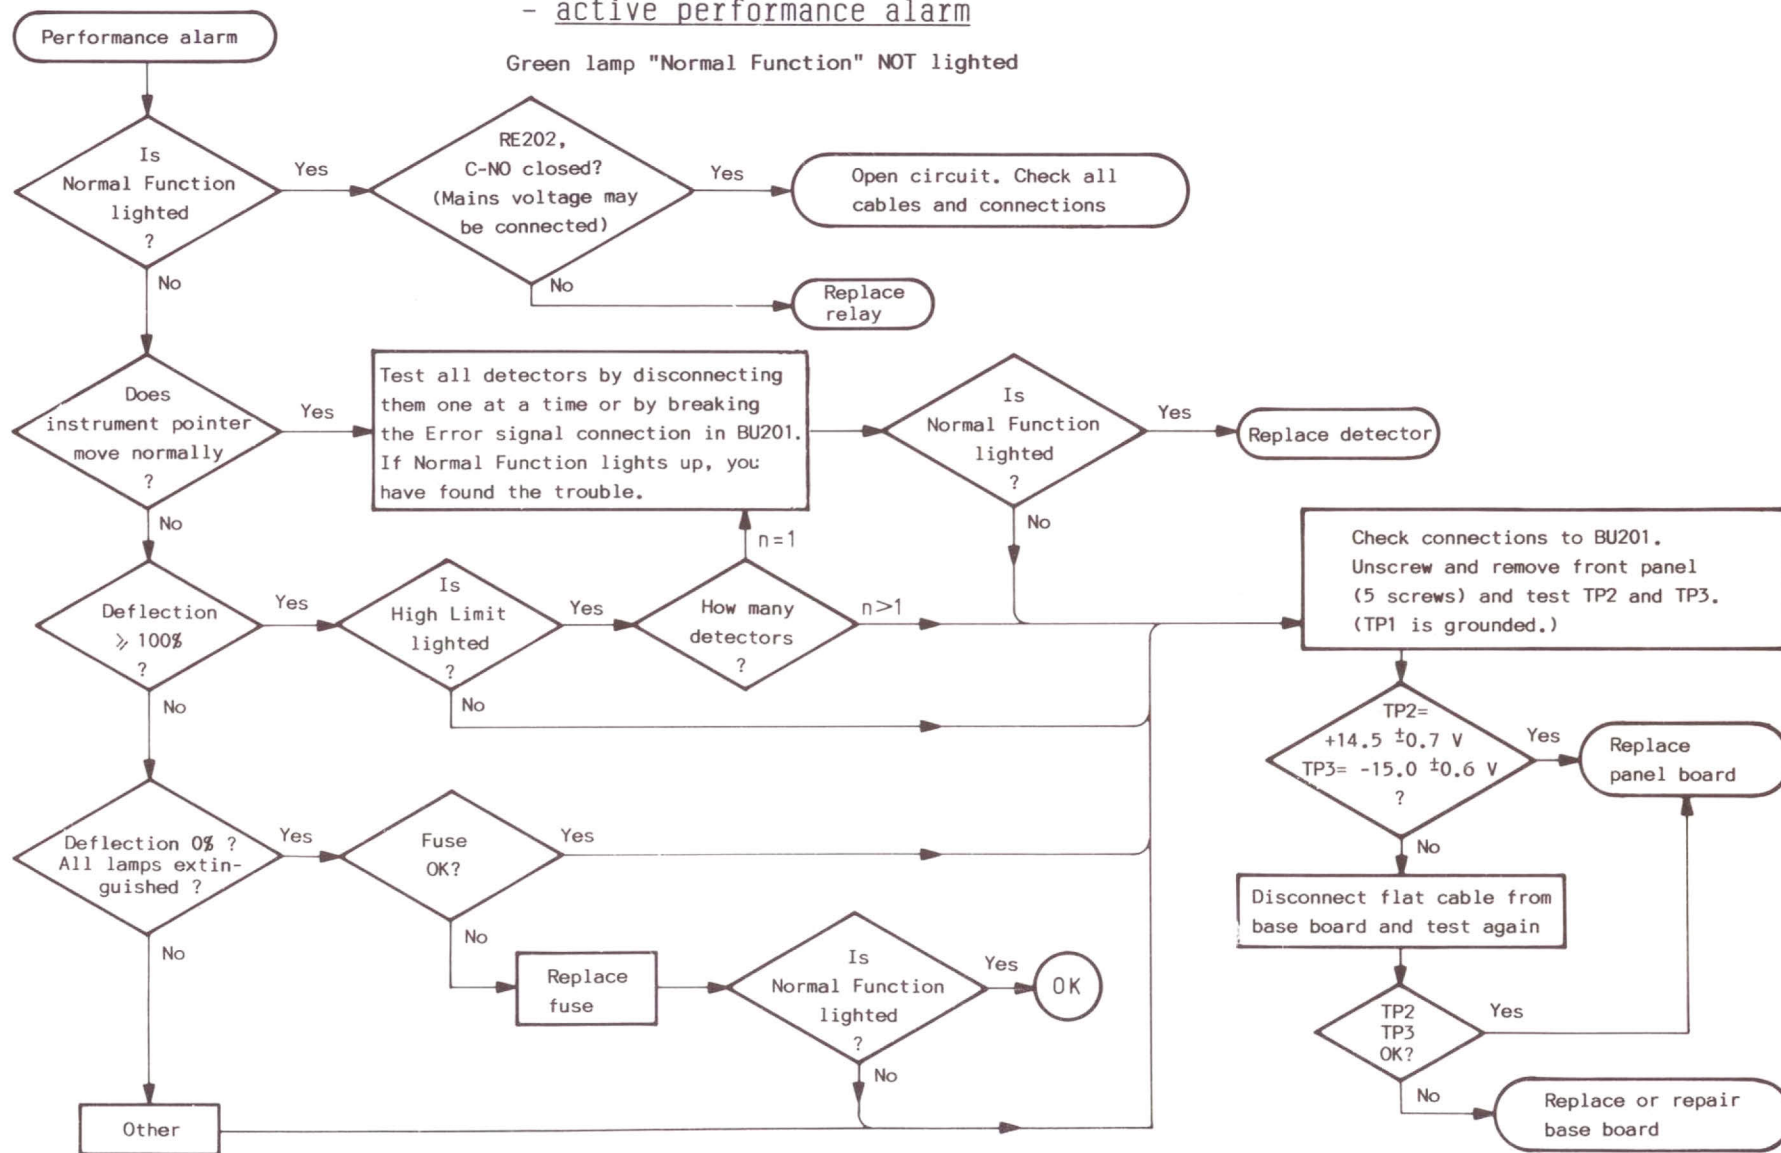 - active performance alarm
Green lamp "Normal Function" NOT lighted
Performance alarm
Is
Normal Function
lighted
?
Yes
No
RE202,
C-NO closed?
(Mains voltage may
be connected)
Yes
No
Open circuit. Check all
cables and connections
Replace
relay
Does
instrument pointer
move normally
?
Yes
No
Test all detectors by disconnecting
them one at a time or by breaking
the Error signal connection in BU201.
If Normal Function lights up, you
have found the trouble.
Is
Normal Function
lighted
?
Yes
No
Replace detector
Deflection
⩾ 100%
?
Yes
No
Is
High Limit
lighted
?
Yes
No
How many
detectors
?
n=1
n>1
Check connections to BU201.
Unscrew and remove front panel
(5 screws) and test TP2 and TP3.
(TP1 is grounded.)
TP2=
+14.5 ±0.7 V
TP3= -15.0 ±0.6 V
?
Yes
No
Replace
panel board
Deflection 0% ?
All lamps extin-
guished ?
Yes
No
Fuse
OK?
Yes
No
Replace
fuse
Is
Normal Function
lighted
?
Yes
No
OK
Disconnect flat cable from
base board and test again
TP2
TP3
OK?
Yes
No
Replace or repair
base board
Other